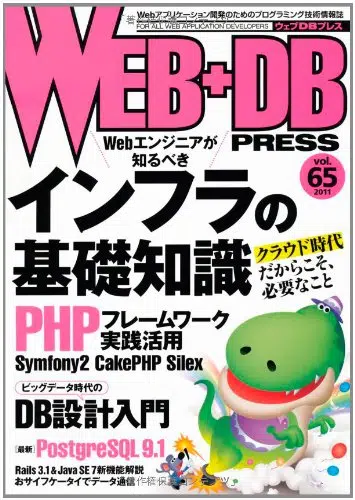 Webアプリケーション開発のためのプログラミング技術情報誌
FOR ALL WEB APPLICATION DEVELOPERS
ウェブDBプレス
WEB+DB
PRESS
vol.
65
2011
Webエンジニアが
知るべき
インフラの
基礎知識
クラウド時代
だからこそ、
必要なこと
PHPフレームワーク
実践活用
Symfony2 CakePHP Silex
ビッグデータ時代の
DB設計入門
[最新] PostgreSQL 9.1
Rails 3.1 & Java SE 7新機能解説
おサイフケータイでデータ通信